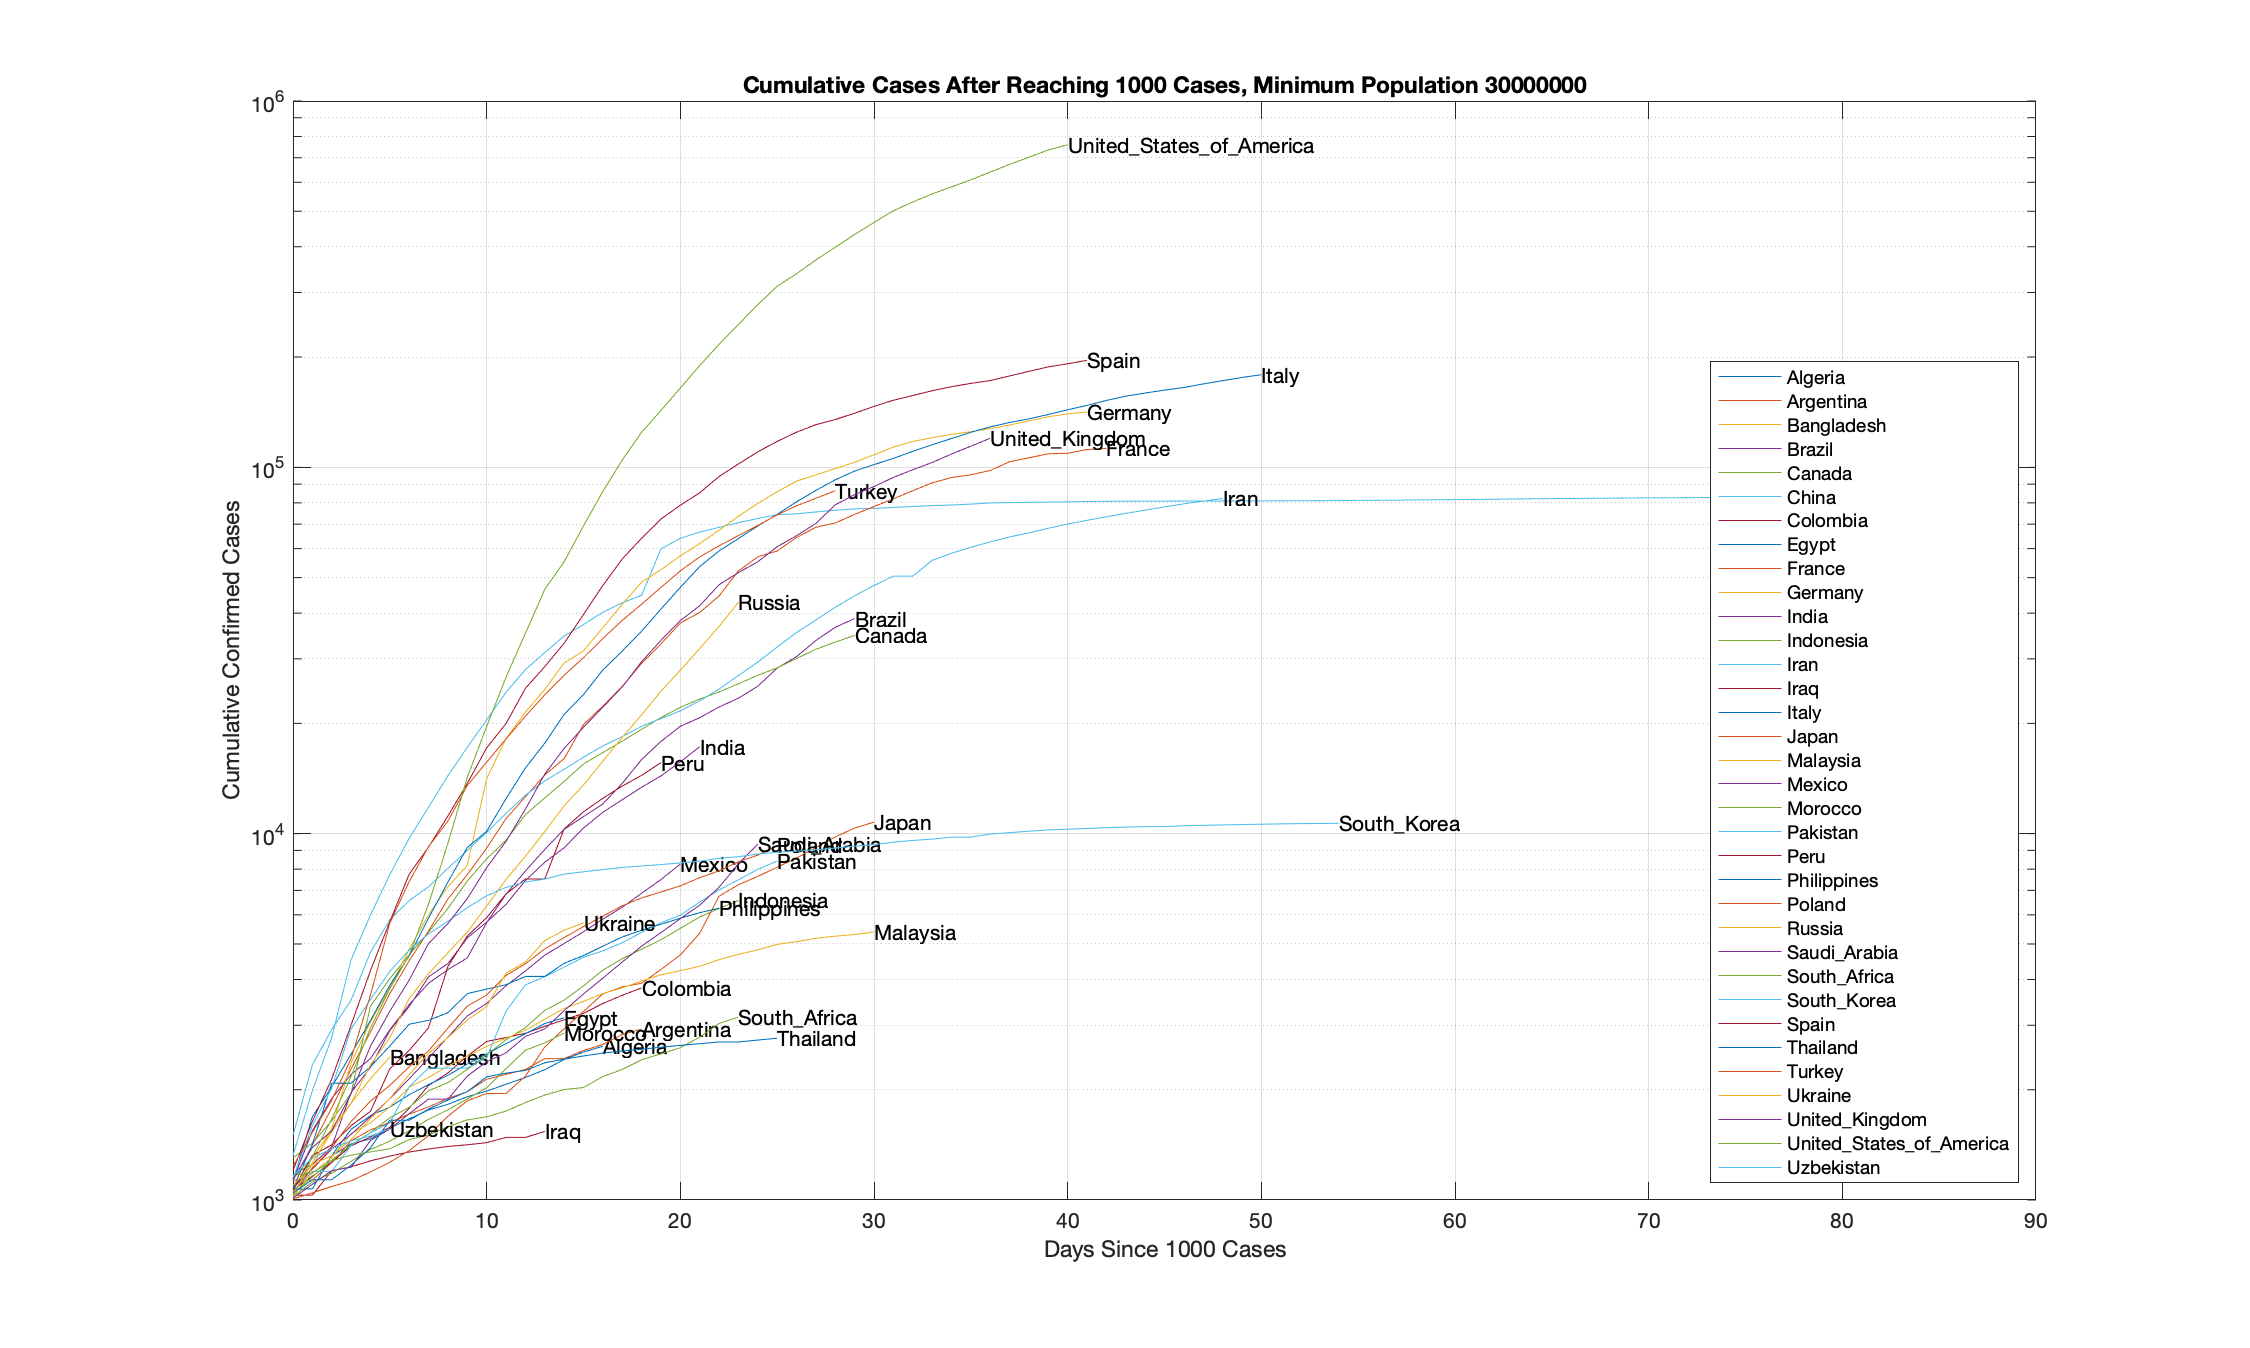 Cumulative Cases After Reaching 1000 Cases, Minimum Population 30000000
Cumulative Confirmed Cases
10^6
10^5
10^4
10^3
United_States_of_America
Spain
Italy
Germany
United_Kingdom
France
Turkey
Iran
Russia
Brazil
Canada
India
Peru
Japan
South_Korea
Saudi_Arabia
Poland
Pakistan
Mexico
Indonesia
Philippines
Ukraine
Malaysia
Colombia
Egypt
South_Africa
Argentina
Morocco
Thailand
Algeria
Bangladesh
Uzbekistan
Iraq
Algeria
Argentina
Bangladesh
Brazil
Canada
China
Colombia
Egypt
France
Germany
India
Indonesia
Iran
Iraq
Italy
Japan
Malaysia
Mexico
Morocco
Pakistan
Peru
Philippines
Poland
Russia
Saudi_Arabia
South_Africa
South_Korea
Spain
Thailand
Turkey
Ukraine
United_Kingdom
United_States_of_America
Uzbekistan
0 10 20 30 40 50 60 70 80 90
Days Since 1000 Cases